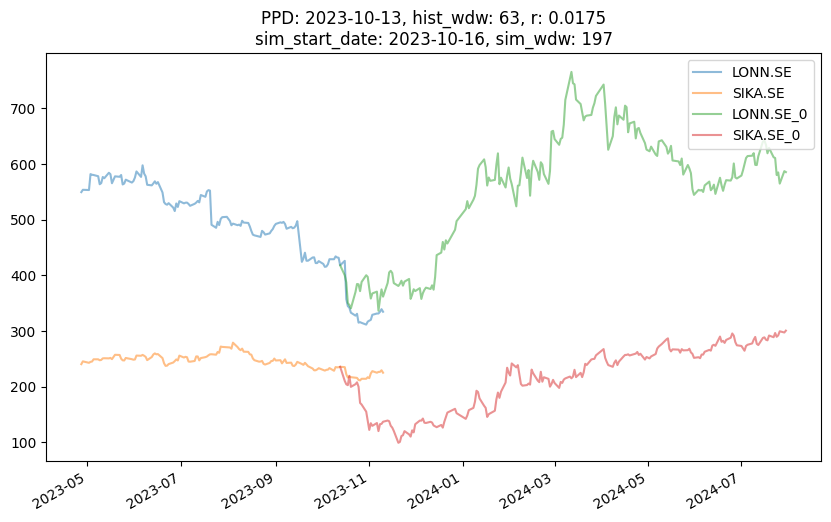 PPD: 2023-10-13, hist_wdw: 63, r: 0.0175
sim_start_date: 2023-10-16, sim_wdw: 197
LONN.SE
SIKA.SE
LONN.SE_0
SIKA.SE_0
700
600
500
400
300
200
100
2023-05
2023-07
2023-09
2023-11
2024-01
2024-03
2024-05
2024-07